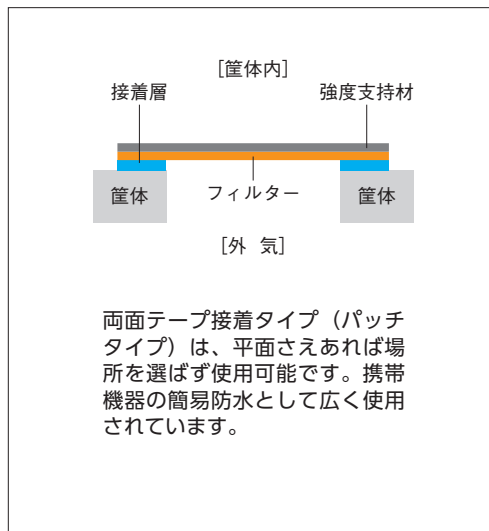 [筐体内]
接着層
強度支持材
筐体
フィルター
筐体
[外 気]
両面テープ接着タイプ（パッチ
タイプ）は、平面さえあれば場
所を選ばず使用可能です。携帯
機器の簡易防水として広く使用
されています。